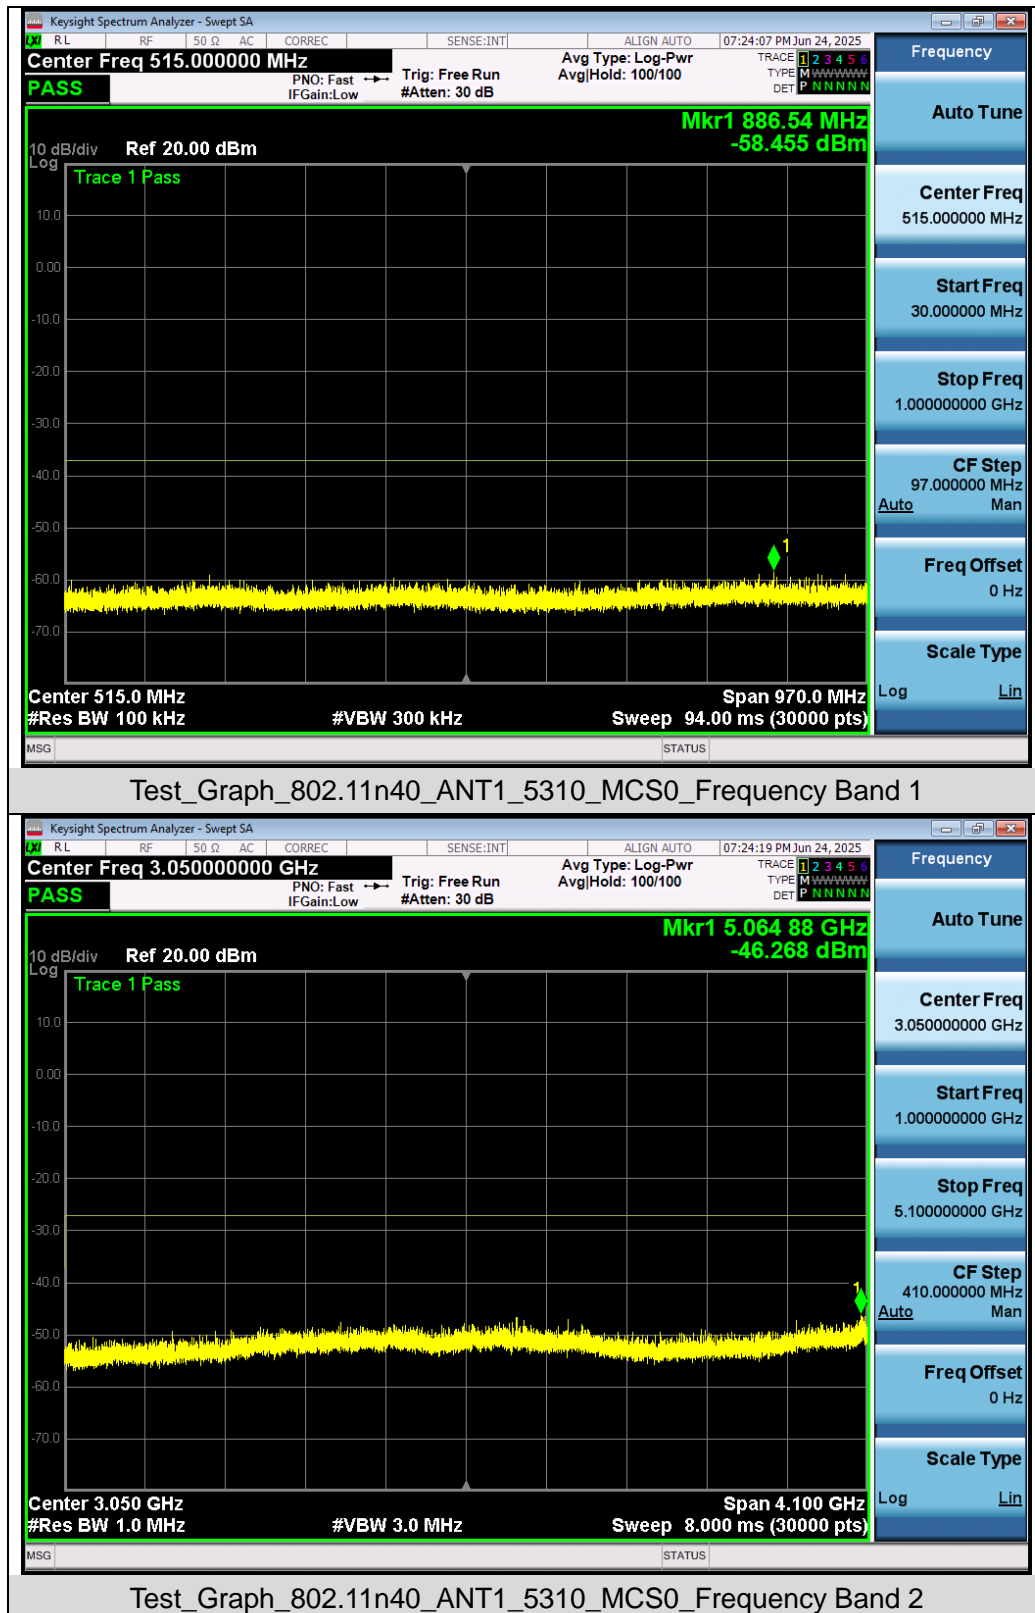 Keysight Spectrum Analyzer - Swept SA
LXI RL RF 50 Ω AC CORREC SENSE:INT ALIGN AUTO 07:24:07 PM Jun 24, 2025
Center Freq 515.000000 MHz
PASS
PNO: Fast
IFGain:Low
Trig: Free Run
#Atten: 30 dB
Avg Type: Log-Pwr
Avg|Hold: 100/100
TRACE 1 2 3 4 5 6
TYPE M WWWWW
DET P N N N N N
Mkr1 886.54 MHz
-58.455 dBm
10 dB/div
Log
Ref 20.00 dBm
Trace 1 Pass
10.0
0.00
-10.0
-20.0
-30.0
-40.0
-50.0
-60.0
-70.0
1
Center 515.0 MHz
Span 970.0 MHz
#Res BW 100 kHz
#VBW 300 kHz
Sweep 94.00 ms (30000 pts)
MSG
STATUS
Frequency
Auto Tune
Center Freq
515.000000 MHz
Start Freq
30.000000 MHz
Stop Freq
1.000000000 GHz
CF Step
97.000000 MHz
Auto Man
Freq Offset
0 Hz
Scale Type
Log Lin
Test_Graph_802.11n40_ANT1_5310_MCS0_Frequency Band 1
Keysight Spectrum Analyzer - Swept SA
LXI RL RF 50 Ω AC CORREC SENSE:INT ALIGN AUTO 07:24:19 PM Jun 24, 2025
Center Freq 3.050000000 GHz
PASS
PNO: Fast
IFGain:Low
Trig: Free Run
#Atten: 30 dB
Avg Type: Log-Pwr
Avg|Hold: 100/100
TRACE 1 2 3 4 5 6
TYPE M WWWWW
DET P N N N N N
Mkr1 5.064 88 GHz
-46.268 dBm
10 dB/div
Log
Ref 20.00 dBm
Trace 1 Pass
10.0
0.00
-10.0
-20.0
-30.0
-40.0
-50.0
-60.0
-70.0
1
Center 3.050 GHz
Span 4.100 GHz
#Res BW 1.0 MHz
#VBW 3.0 MHz
Sweep 8.000 ms (30000 pts)
MSG
STATUS
Frequency
Auto Tune
Center Freq
3.050000000 GHz
Start Freq
1.000000000 GHz
Stop Freq
5.100000000 GHz
CF Step
410.000000 MHz
Auto Man
Freq Offset
0 Hz
Scale Type
Log Lin
Test_Graph_802.11n40_ANT1_5310_MCS0_Frequency Band 2